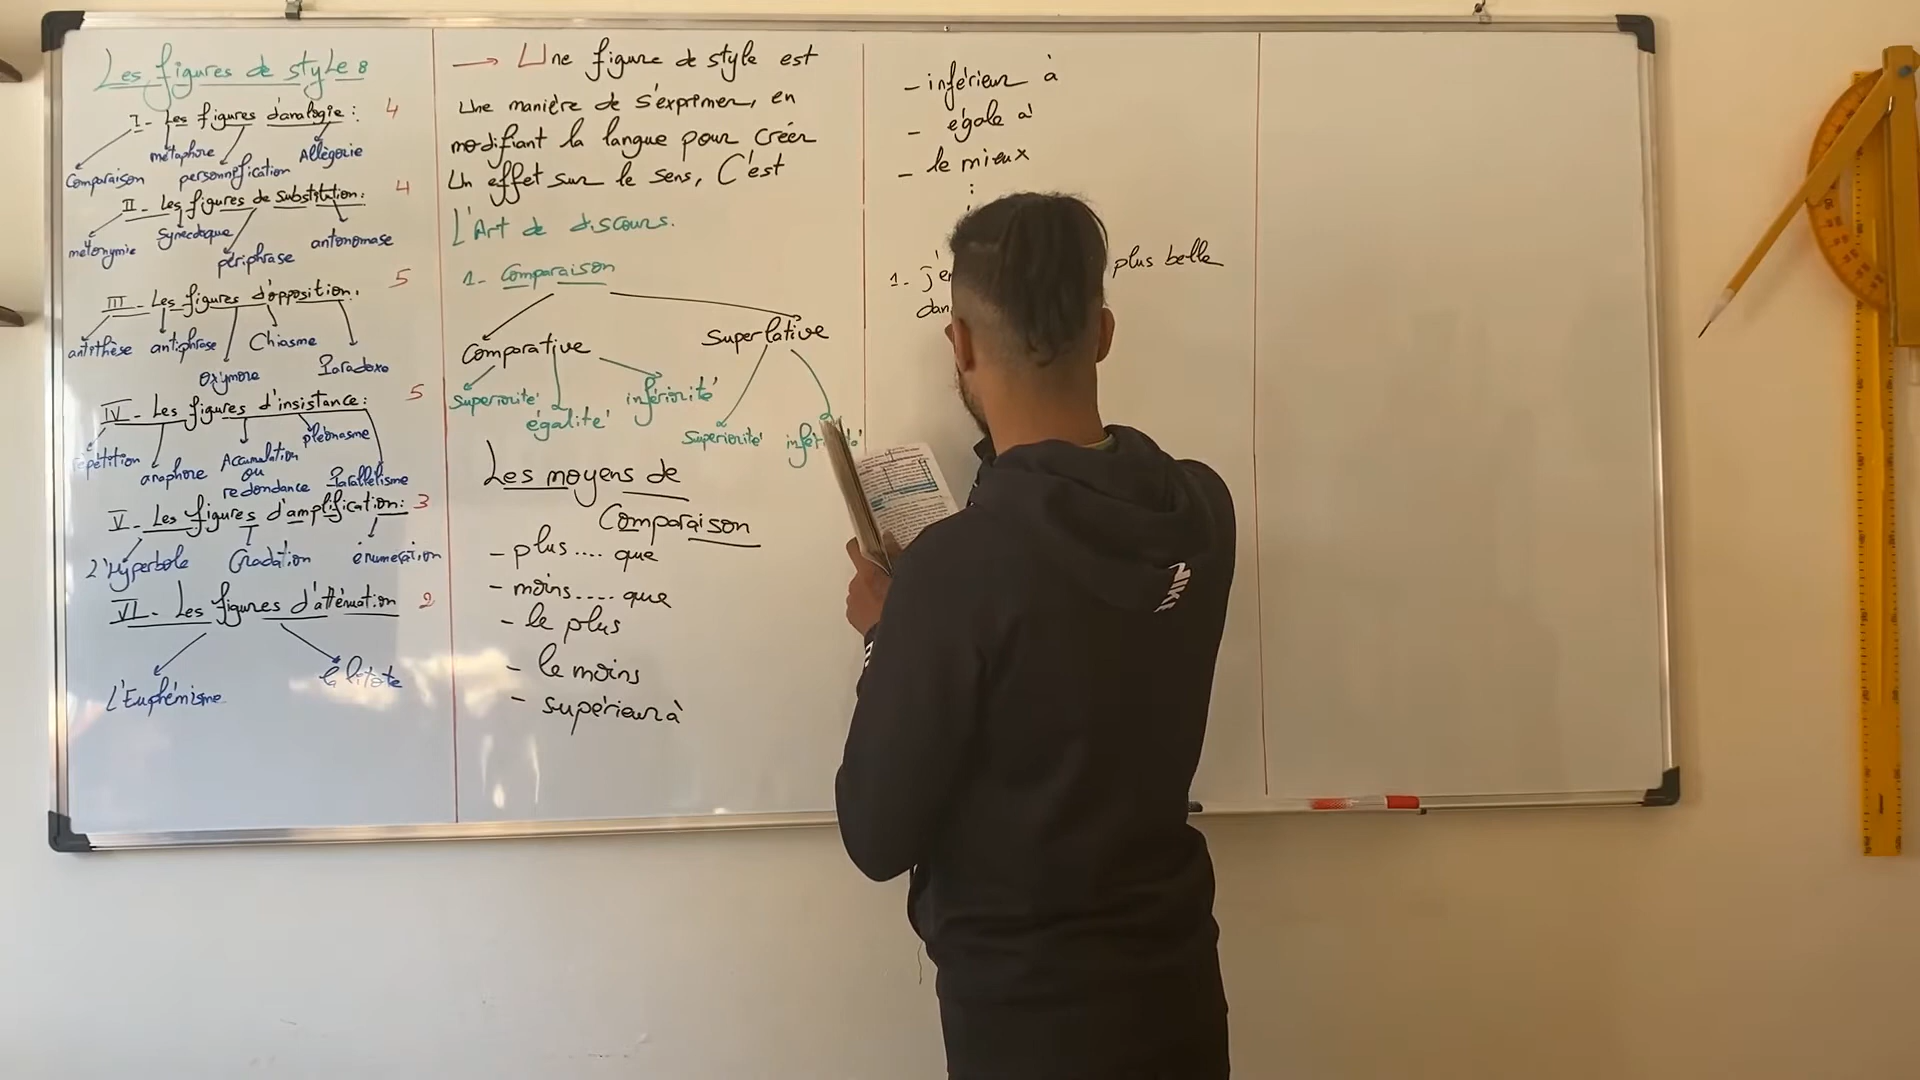 Les figures de style 8
I - Les figures d'analogie : 4
métaphore Allègorie
Comparaison personnification
II - Les figures de substitution : 4
métonymie Synecdoque antonomase
périphrase
III - Les figures d'opposition. 5
antithèse antiphrase Chiasme
Oxymore Paradoxe
IV - Les figures d'insistance : 5
répétition anaphore Accumulation pléonasme
ou
redondance Parallélisme
V - Les figures d'amplification : 3
L'Hyperbole Gradation énumération
VI - Les figures d'atténuation 2
L'Euphémisme la litote
→ Une figure de style est
Une manière de s'exprimer, en
modifiant la langue pour créer
Un effet sur le sens, C'est
L'Art de discours.
1- Comparaison
Comparative Superlative
Superiorité égalité infériorité
Superiorité
Les moyens de
Comparaison
- plus .... que
- moins .... que
- le plus
- le moins
- supérieur à
- inférieur à
- égale à
- le mieux
:
1- plus belle
NIKE